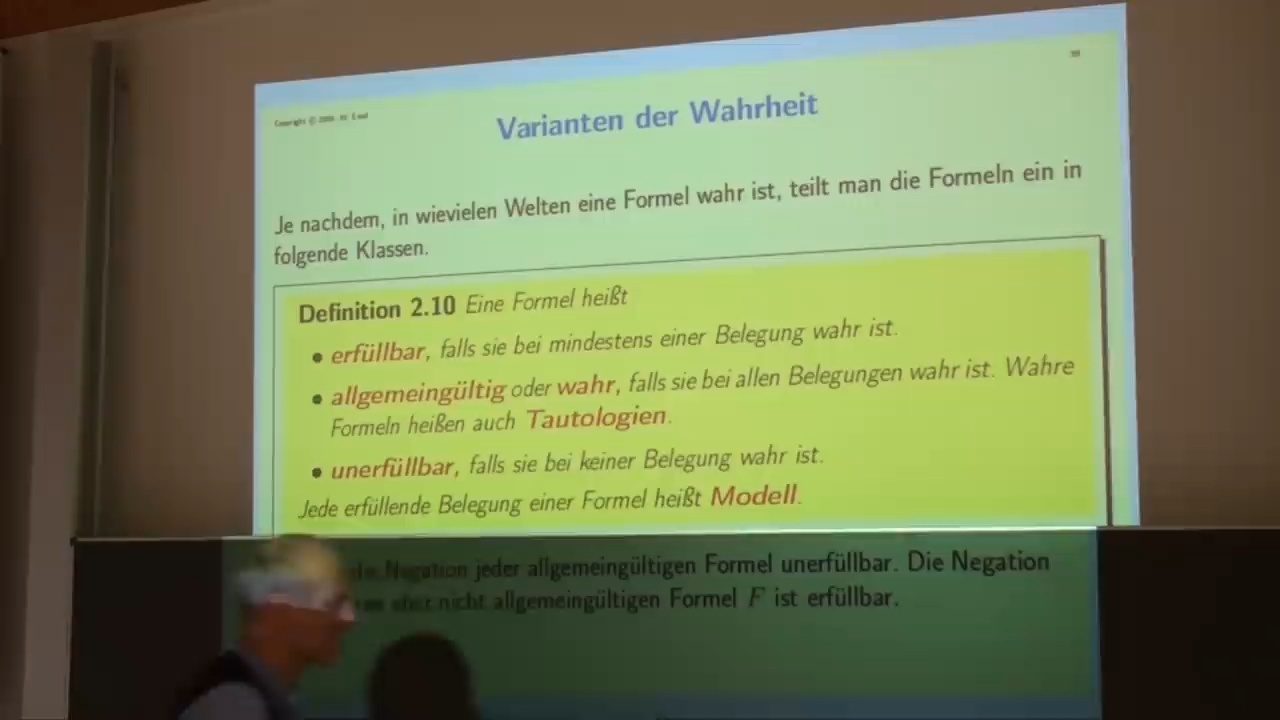 Copyright ©
Varianten der Wahrheit
Je nachdem, in wievielen Welten eine Formel wahr ist, teilt man die Formeln ein in
folgende Klassen.
Definition 2.10 Eine Formel heißt
• erfüllbar, falls sie bei mindestens einer Belegung wahr ist.
• allgemeingültig oder wahr, falls sie bei allen Belegungen wahr ist. Wahre
Formeln heißen auch Tautologien.
• unerfüllbar, falls sie bei keiner Belegung wahr ist.
Jede erfüllende Belegung einer Formel heißt Modell.
die Negation jeder allgemeingültigen Formel unerfüllbar. Die Negation
nicht allgemeingültigen Formel F ist erfüllbar.